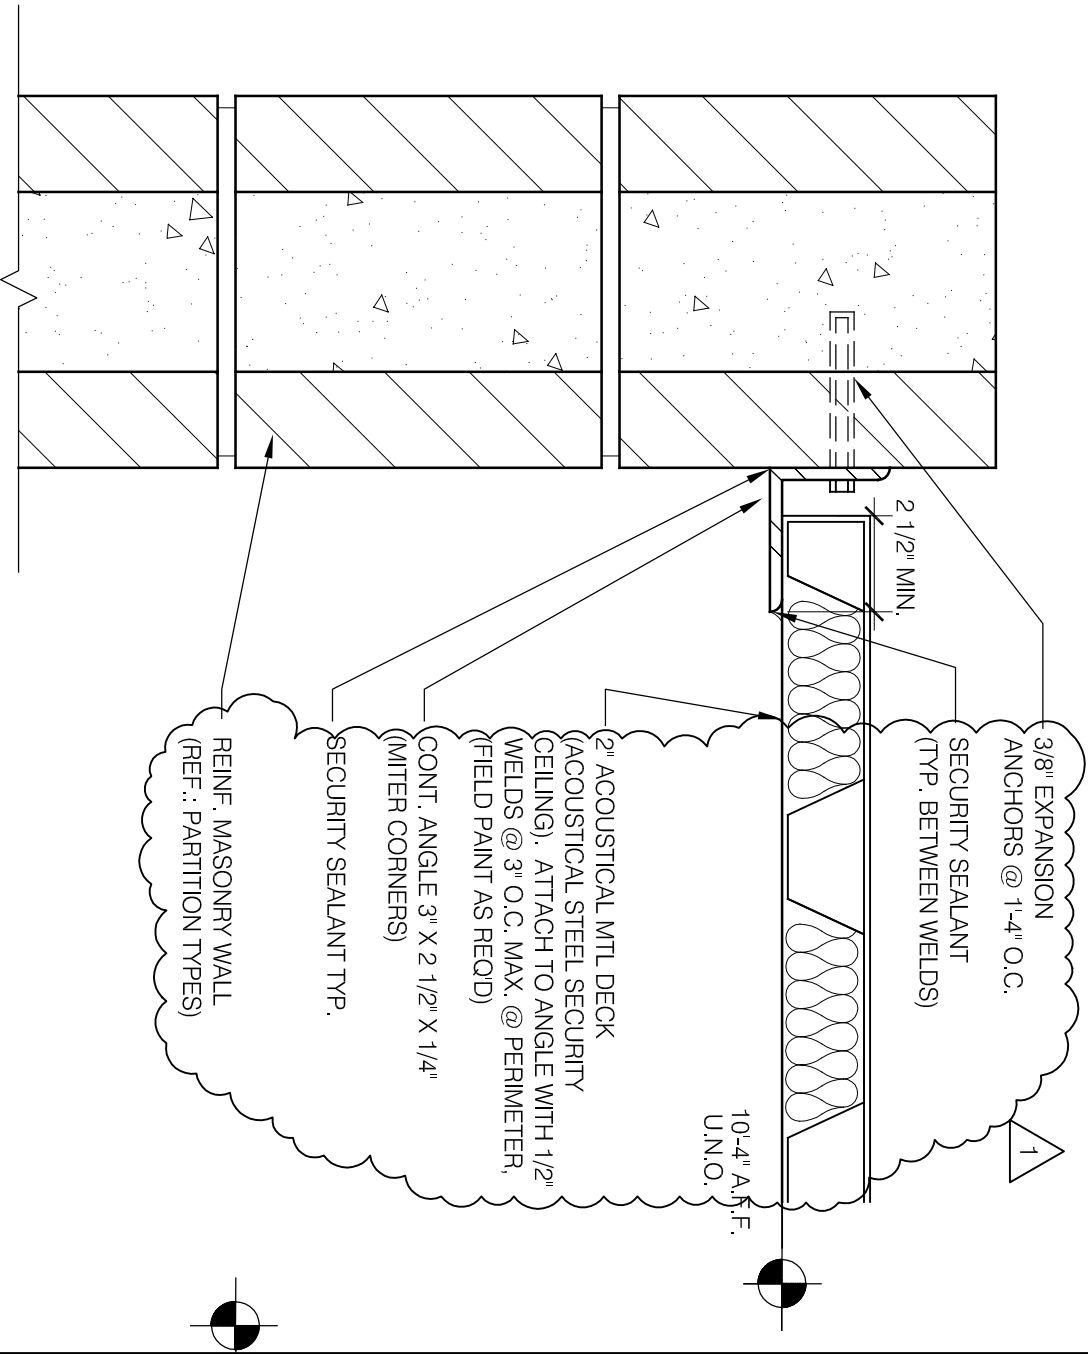 3/8" EXPANSION
ANCHORS @ 1'-4" O.C.
SECURITY SEALANT
(TYP. BETWEEN WELDS)
2 1/2" MIN.
1
10'-4" A.F.F.
U.N.O.
2" ACOUSTICAL MTL DECK
(ACOUSTICAL STEEL SECURITY
CEILING). ATTACH TO ANGLE WITH 1/2"
WELDS @ 3" O.C. MAX. @ PERIMETER,
(FIELD PAINT AS REQ'D)
CONT. ANGLE 3" X 2 1/2" X 1/4"
(MITER CORNERS)
SECURITY SEALANT TYP.
REINF. MASONRY WALL
(REF.: PARTITION TYPES)